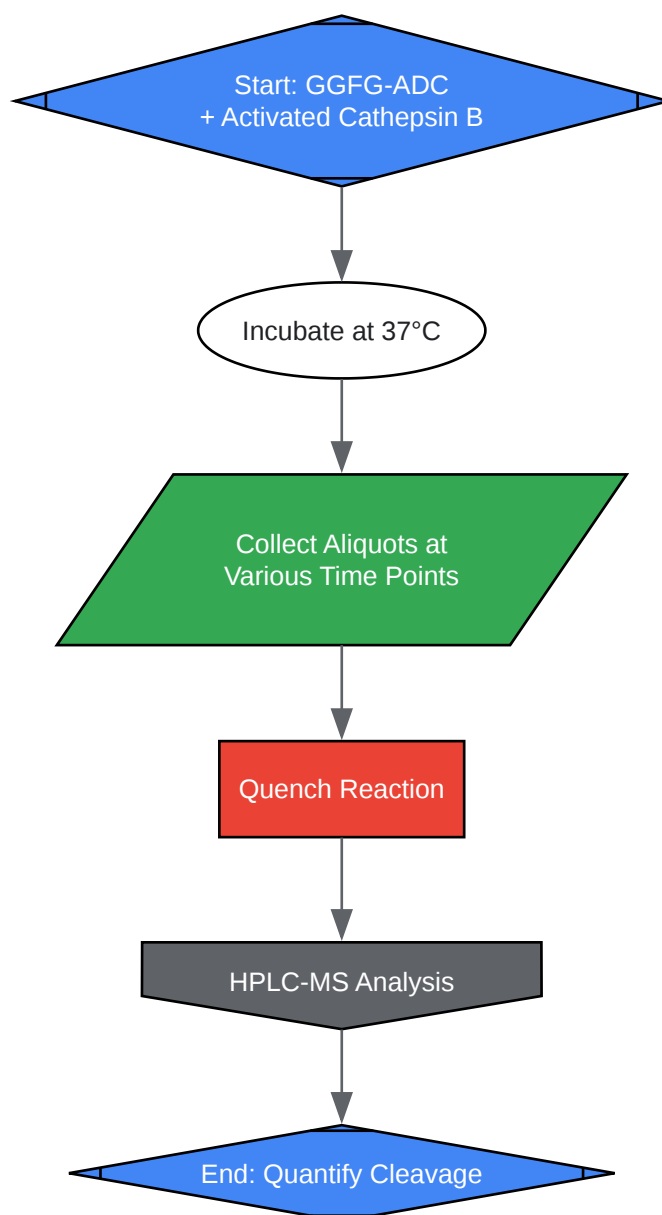 Start: GGFG-ADC
+ Activated Cathepsin B
Incubate at 37°C
Collect Aliquots at
Various Time Points
Quench Reaction
HPLC-MS Analysis
End: Quantify Cleavage